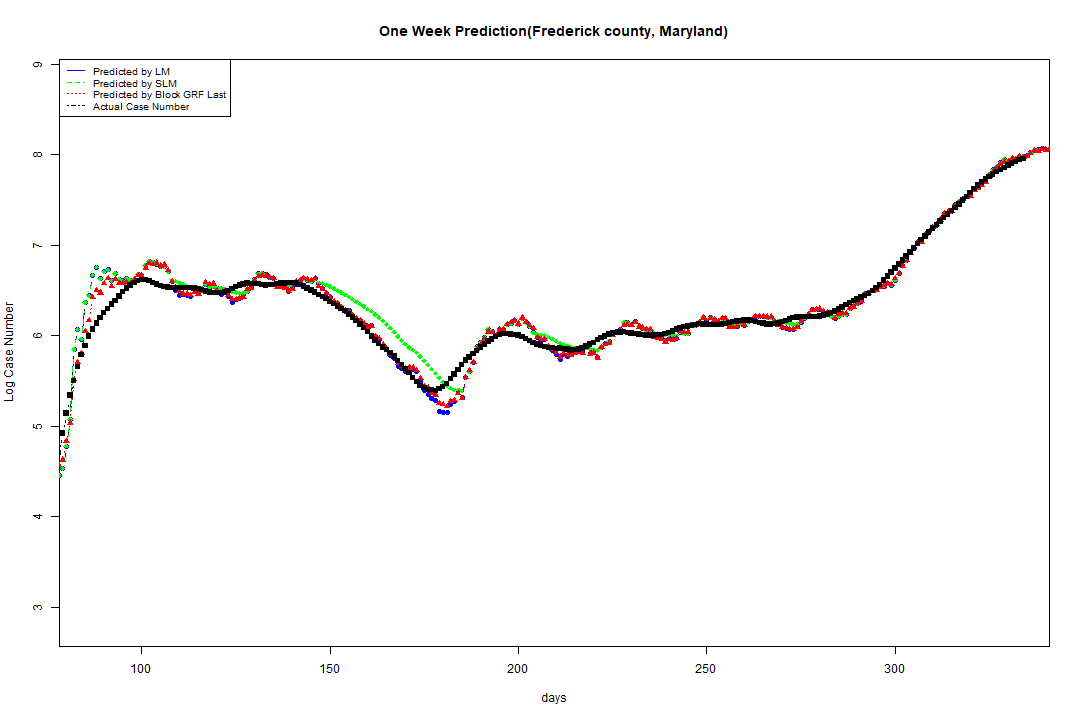 One Week Prediction(Frederick county, Maryland)
Predicted by LM
Predicted by SLM
Predicted by Block GRF Last
Actual Case Number
9
8
7
6
5
4
3
Log Case Number
100 150 200 250 300
days